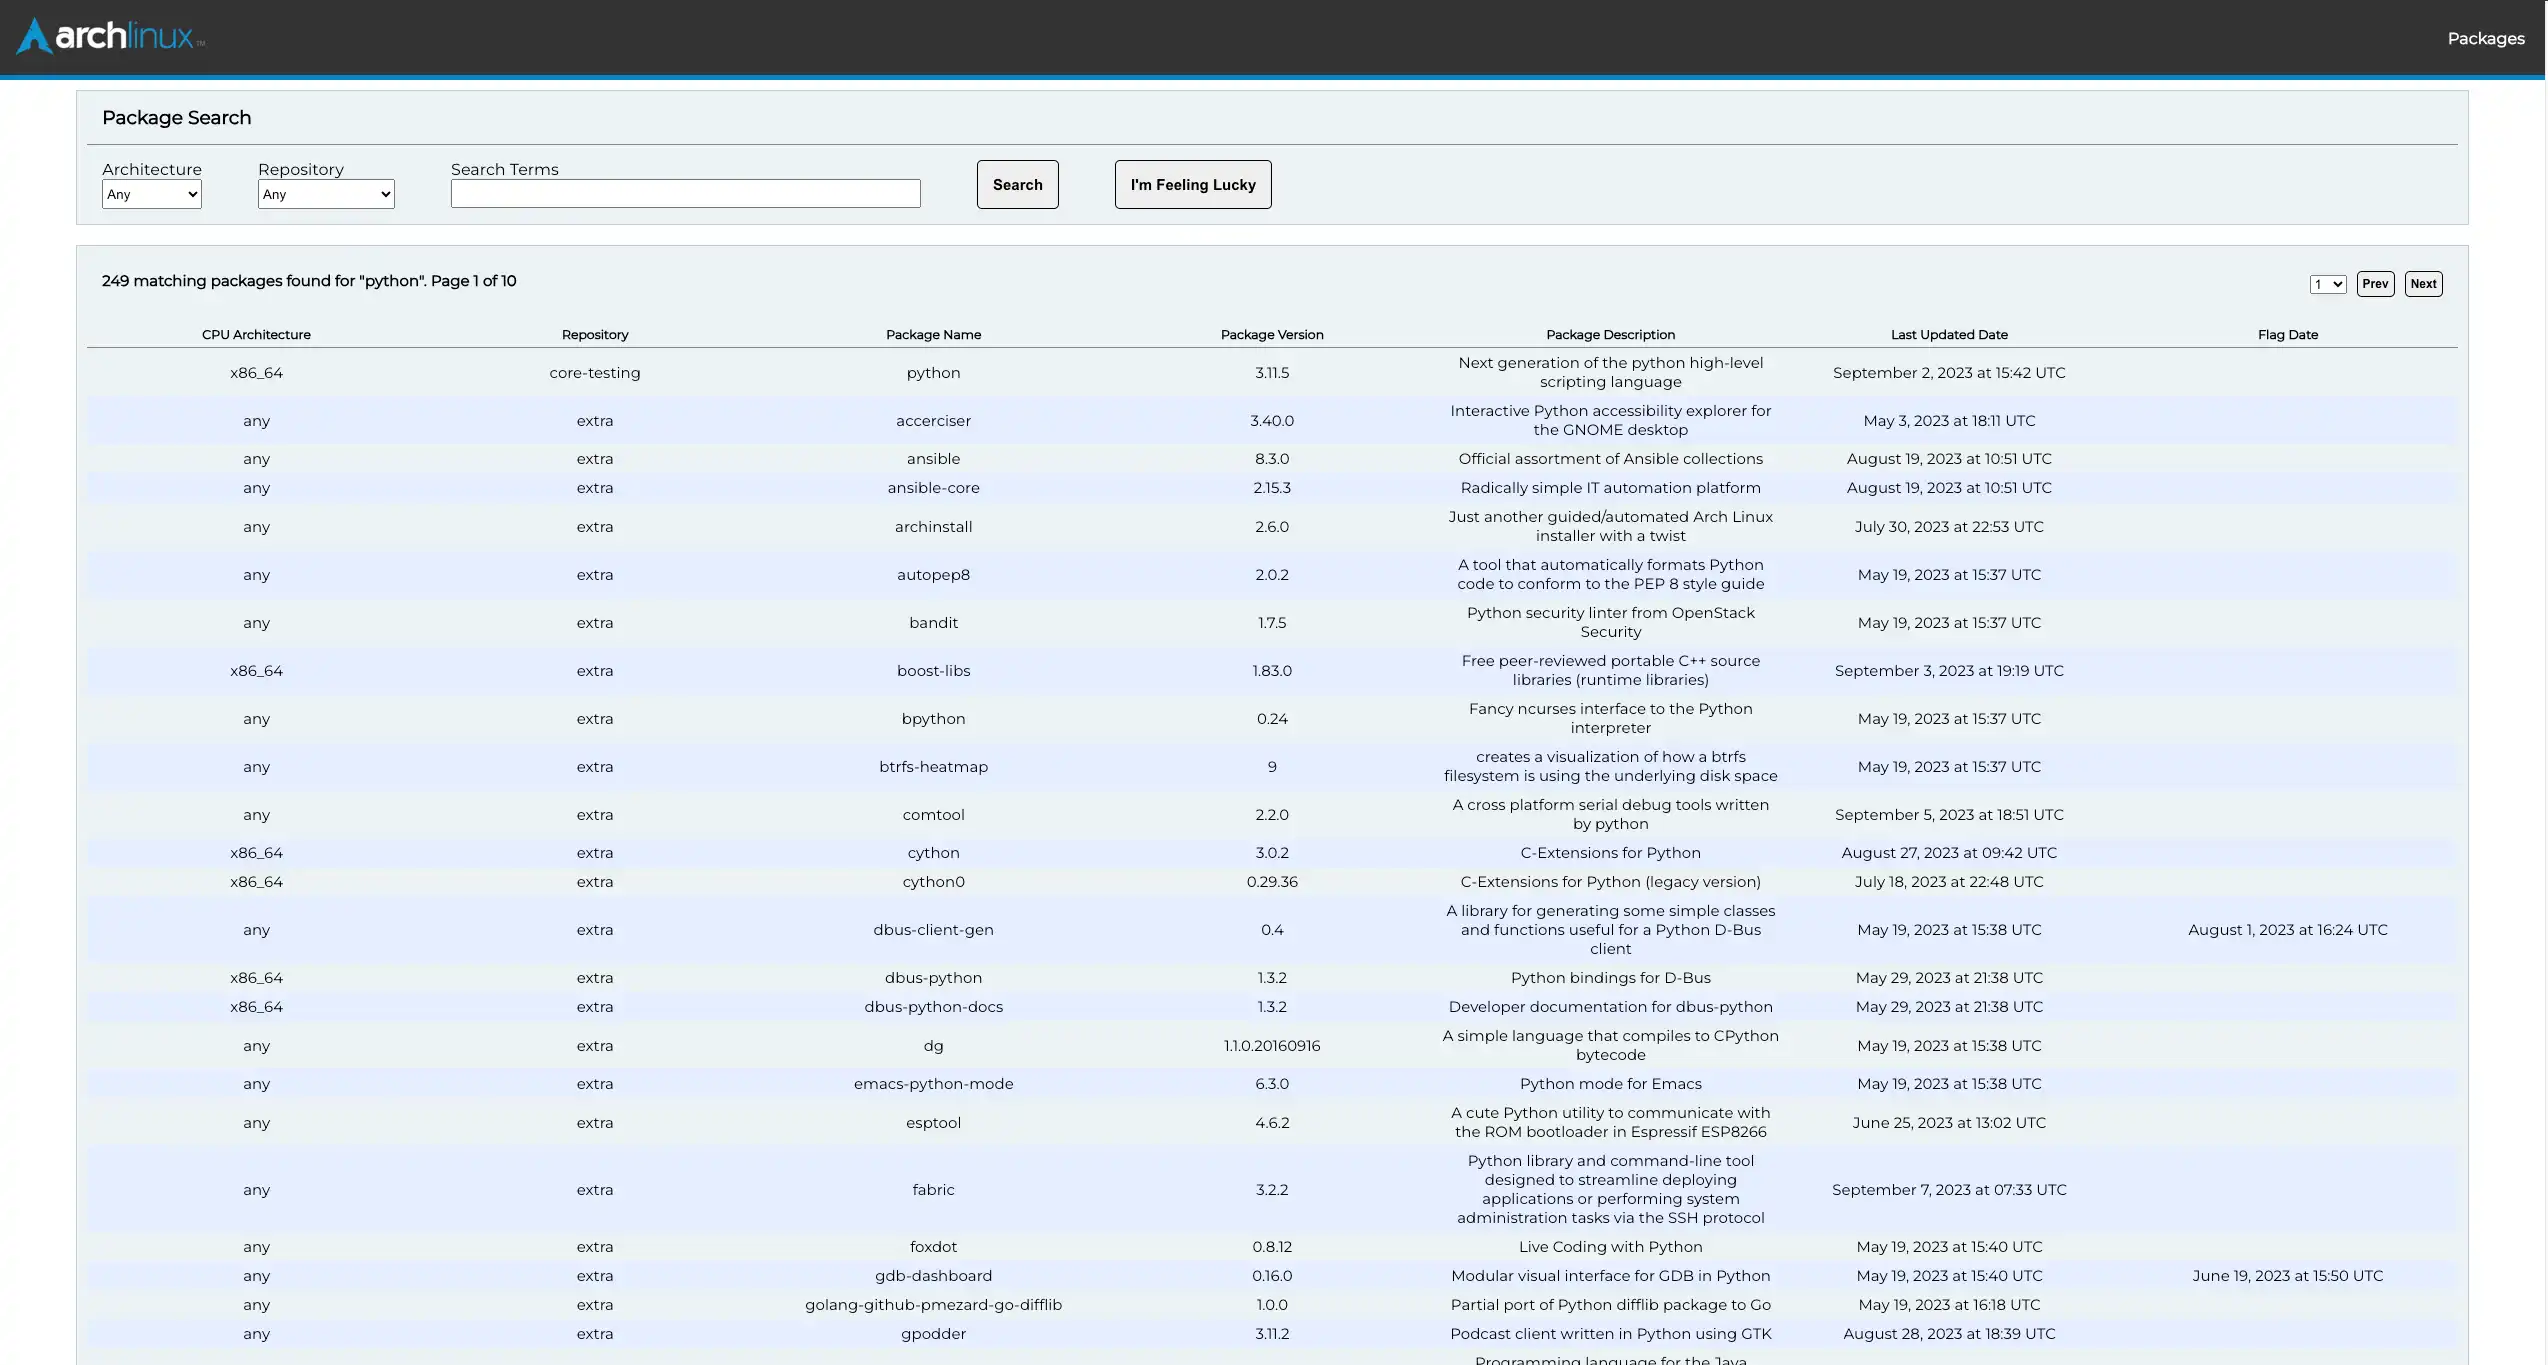 archlinux™
Packages
Package Search
Architecture Repository Search Terms
Any Any Search I'm Feeling Lucky
249 matching packages found for "python". Page 1 of 10 1 Prev Next
CPU Architecture Repository Package Name Package Version Package Description Last Updated Date Flag Date
x86_64 core-testing python 3.11.5 Next generation of the python high-level
scripting language September 2, 2023 at 15:42 UTC
any extra accerciser 3.40.0 Interactive Python accessibility explorer for
the GNOME desktop May 3, 2023 at 18:11 UTC
any extra ansible 8.3.0 Official assortment of Ansible collections August 19, 2023 at 10:51 UTC
any extra ansible-core 2.15.3 Radically simple IT automation platform August 19, 2023 at 10:51 UTC
any extra archinstall 2.6.0 Just another guided/automated Arch Linux
installer with a twist July 30, 2023 at 22:53 UTC
any extra autopep8 2.0.2 A tool that automatically formats Python
code to conform to the PEP 8 style guide May 19, 2023 at 15:37 UTC
any extra bandit 1.7.5 Python security linter from OpenStack
Security May 19, 2023 at 15:37 UTC
x86_64 extra boost-libs 1.83.0 Free peer-reviewed portable C++ source
libraries (runtime libraries) September 3, 2023 at 19:19 UTC
any extra bpython 0.24 Fancy ncurses interface to the Python
interpreter May 19, 2023 at 15:37 UTC
any extra btrfs-heatmap 9 creates a visualization of how a btrfs
filesystem is using the underlying disk space May 19, 2023 at 15:37 UTC
any extra comtool 2.2.0 A cross platform serial debug tools written
by python September 5, 2023 at 18:51 UTC
x86_64 extra cython 3.0.2 C-Extensions for Python August 27, 2023 at 09:42 UTC
x86_64 extra cython0 0.29.36 C-Extensions for Python (legacy version) July 18, 2023 at 22:48 UTC
any extra dbus-client-gen 0.4 A library for generating some simple classes
and functions useful for a Python D-Bus
client May 19, 2023 at 15:38 UTC August 1, 2023 at 16:24 UTC
x86_64 extra dbus-python 1.3.2 Python bindings for D-Bus May 29, 2023 at 21:38 UTC
x86_64 extra dbus-python-docs 1.3.2 Developer documentation for dbus-python May 29, 2023 at 21:38 UTC
any extra dg 1.1.0.20160916 A simple language that compiles to CPython
bytecode May 19, 2023 at 15:38 UTC
any extra emacs-python-mode 6.3.0 Python mode for Emacs May 19, 2023 at 15:38 UTC
any extra esptool 4.6.2 A cute Python utility to communicate with
the ROM bootloader in Espressif ESP8266 June 25, 2023 at 13:02 UTC
any extra fabric 3.2.2 Python library and command-line tool
designed to streamline deploying
applications or performing system
administration tasks via the SSH protocol September 7, 2023 at 07:33 UTC
any extra foxdot 0.8.12 Live Coding with Python May 19, 2023 at 15:40 UTC
any extra gdb-dashboard 0.16.0 Modular visual interface for GDB in Python May 19, 2023 at 15:40 UTC June 19, 2023 at 15:50 UTC
any extra golang-github-pmezard-go-difflib 1.0.0 Partial port of Python difflib package to Go May 19, 2023 at 16:18 UTC
any extra gpodder 3.11.2 Podcast client written in Python using GTK August 28, 2023 at 18:39 UTC
Programming language for the Java